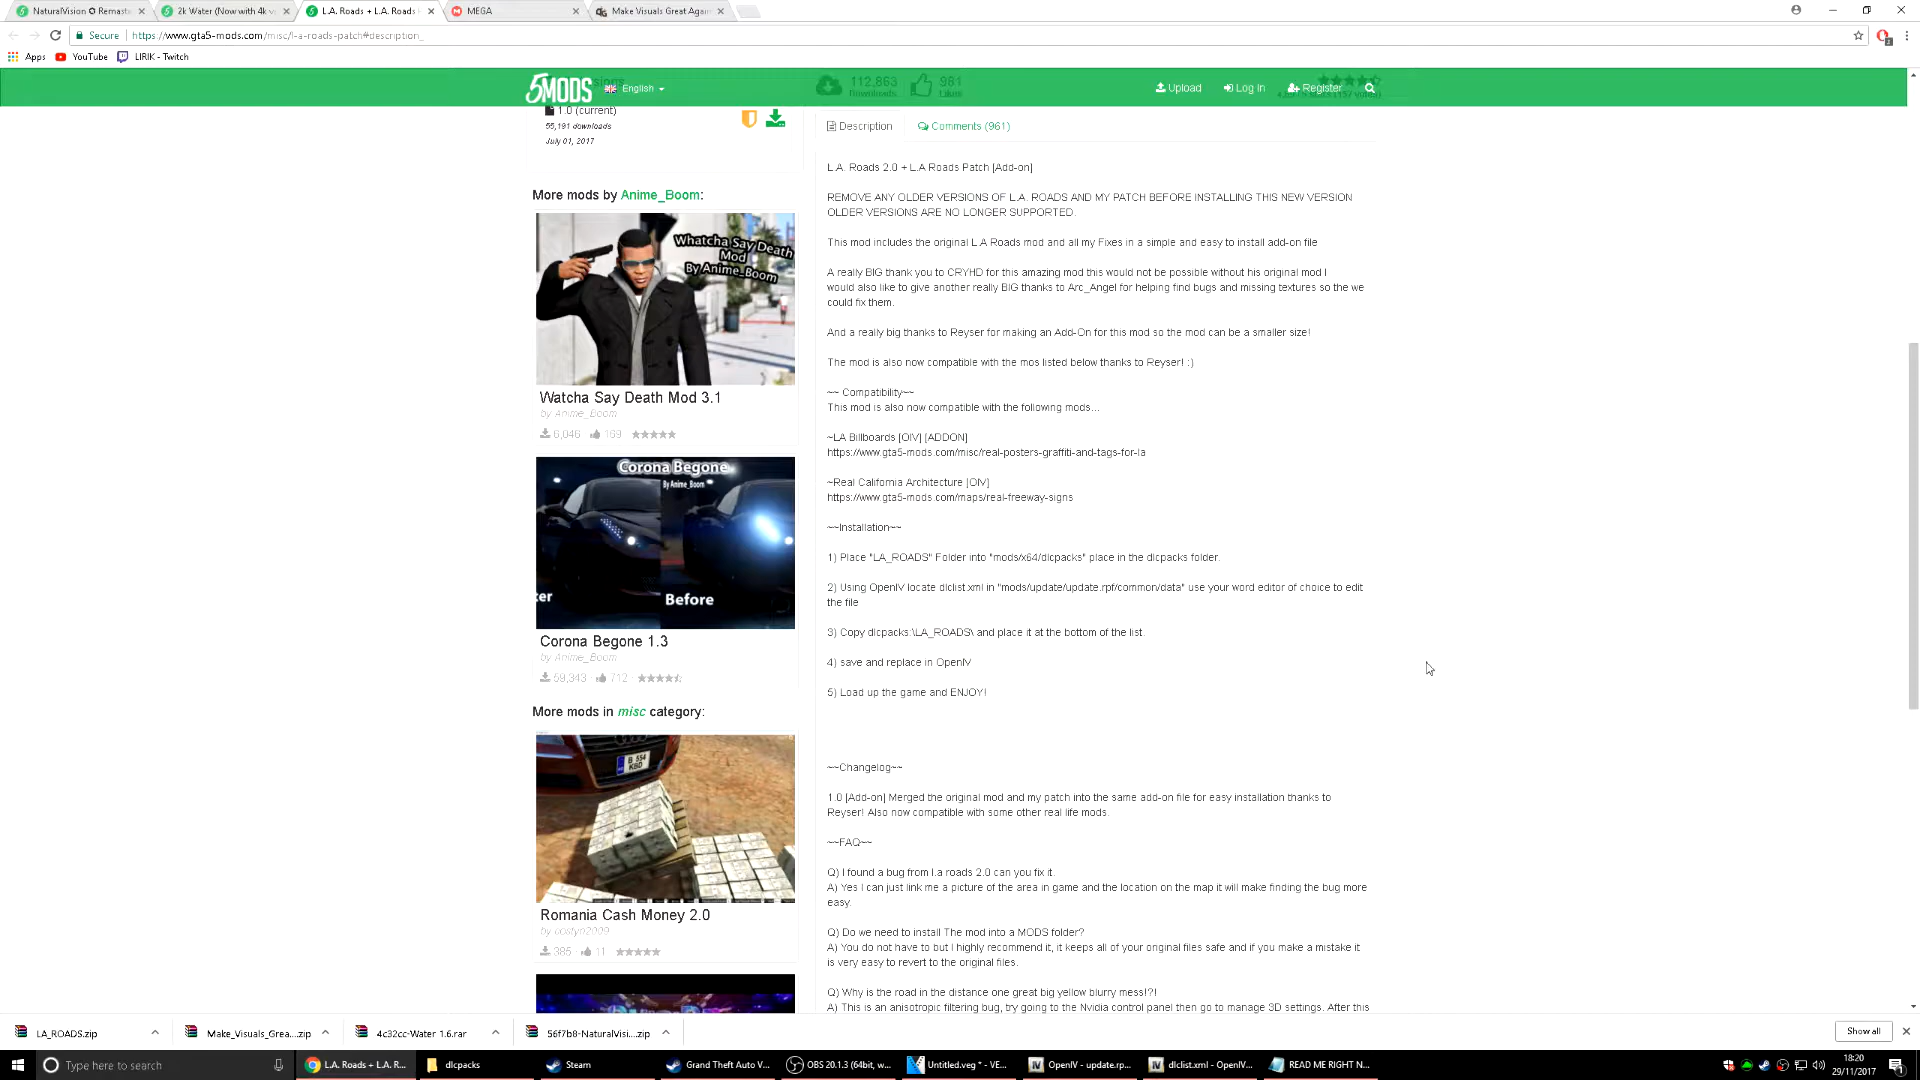 NaturalVision ✪ Remast
2k Water (Now with 4k v
L.A. Roads + L.A. Roads
MEGA
Make Visuals Great Again
Secure
https://www.gta5-mods.com/misc/l-a-roads-patch#description_
Apps
YouTube
LIRIK - Twitch
5MODS
English
112,863
Downloads
961
Likes
Upload
Log In
Register
1.0 (current)
55,191 downloads
July 01, 2017
Description
Comments (961)
L.A. Roads 2.0 + L.A Roads Patch [Add-on]
REMOVE ANY OLDER VERSIONS OF L.A. ROADS AND MY PATCH BEFORE INSTALLING THIS NEW VERSION
OLDER VERSIONS ARE NO LONGER SUPPORTED.
This mod includes the original L.A Roads mod and all my Fixes in a simple and easy to install add-on file
A really BIG thank you to CRYHD for this amazing mod this would not be possible without his original mod I
would also like to give another really BIG thanks to Arc_Angel for helping find bugs and missing textures so the we
could fix them.
And a really big thanks to Reyser for making an Add-On for this mod so the mod can be a smaller size!
The mod is also now compatible with the mos listed below thanks to Reyser! :)
~~ Compatibility~~
This mod is also now compatible with the following mods...
~LA Billboards [OIV] [ADDON]
https://www.gta5-mods.com/misc/real-posters-graffiti-and-tags-for-la
~Real California Architecture [OIV]
https://www.gta5-mods.com/maps/real-freeway-signs
~~Installation~~
1) Place "LA_ROADS" Folder into "mods/x64/dlcpacks" place in the dlcpacks folder.
2) Using OpenIV locate dlclist.xml in "mods/update/update.rpf/common/data" use your word editor of choice to edit
the file
3) Copy dlcpacks:\LA_ROADS\ and place it at the bottom of the list.
4) save and replace in OpenIV
5) Load up the game and ENJOY!
~~Changelog~~
1.0 [Add-on] Merged the original mod and my patch into the same add-on file for easy installation thanks to
Reyser! Also now compatible with some other real life mods.
~~FAQ~~
Q) I found a bug from l.a roads 2.0 can you fix it.
A) Yes I can just link me a picture of the area in game and the location on the map it will make finding the bug more
easy.
Q) Do we need to install The mod into a MODS folder?
A) You do not have to but I highly recommend it, it keeps all of your original files safe and if you make a mistake it
is very easy to revert to the original files.
Q) Why is the road in the distance one great big yellow blurry mess!?!
A) This is an anisotropic filtering bug, try going to the Nvidia control panel then go to manage 3D settings. After this
More mods by Anime_Boom:
Whatcha Say Death
Mod
By Anime_Boom
Watcha Say Death Mod 3.1
by Anime_Boom
6,046 169
Corona Begone
By Anime_Boom
ter
Before
Corona Begone 1.3
by Anime_Boom
59,343 712
More mods in misc category:
B 554
KBD
Romania Cash Money 2.0
by costyn2009
385 11
LA_ROADS.zip
Make_Visuals_Grea....zip
4c32cc-Water 1.6.rar
56f7b8-NaturalVisi....zip
Show all
Type here to search
L.A. Roads + L.A. R...
dlcpacks
Steam
Grand Theft Auto V...
OBS 20.1.3 (64bit, w...
Untitled.veg * - VE...
OpenIV - update.rp...
dlclist.xml - OpenIV...
READ ME RIGHT N...
18:20
29/11/2017